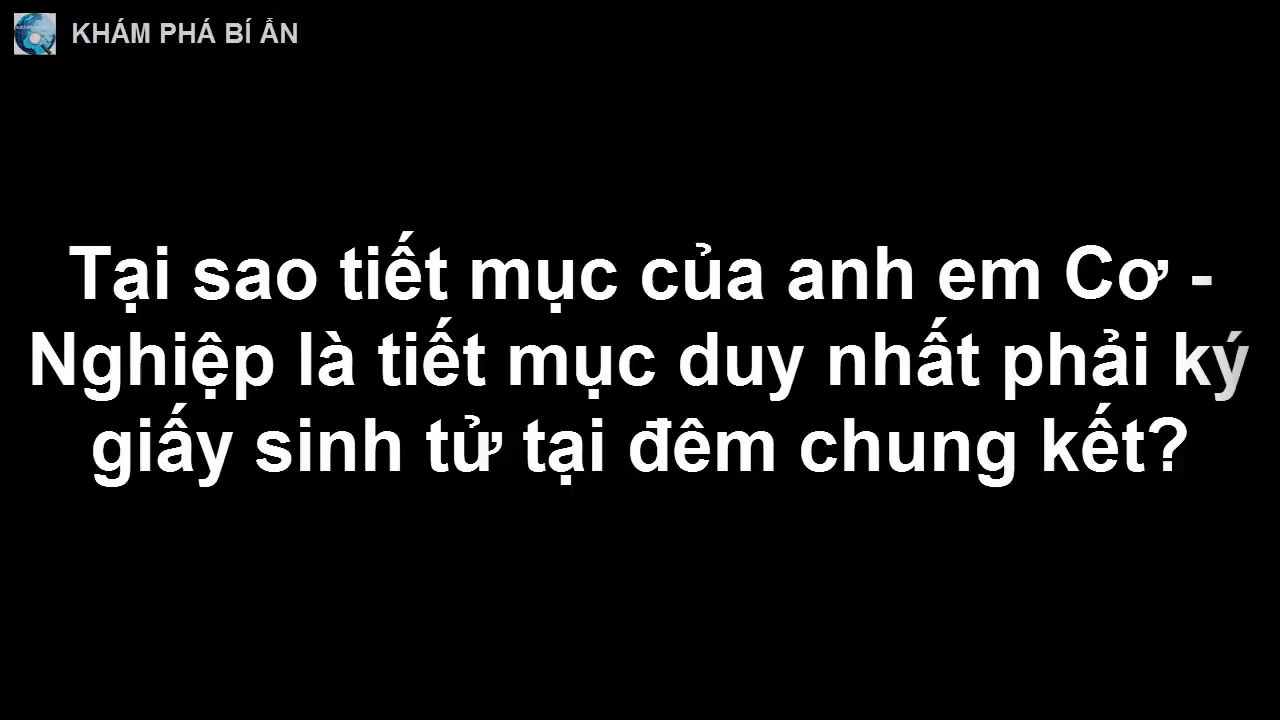 KHÁM PHÁ BÍ ẨN
Tại sao tiết mục của anh em Cơ -
Nghiệp là tiết mục duy nhất phải ký
giấy sinh tử tại đêm chung kết?